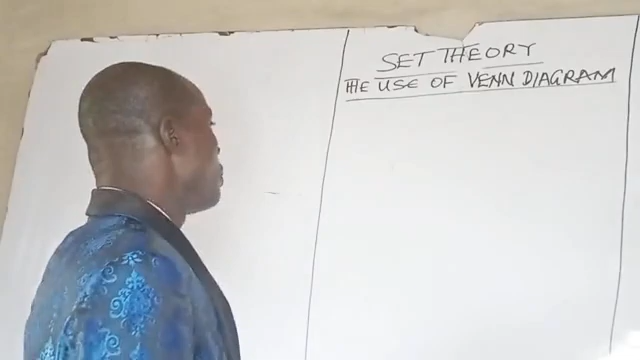 SET THEORY
THE USE OF VENN DIAGRAM